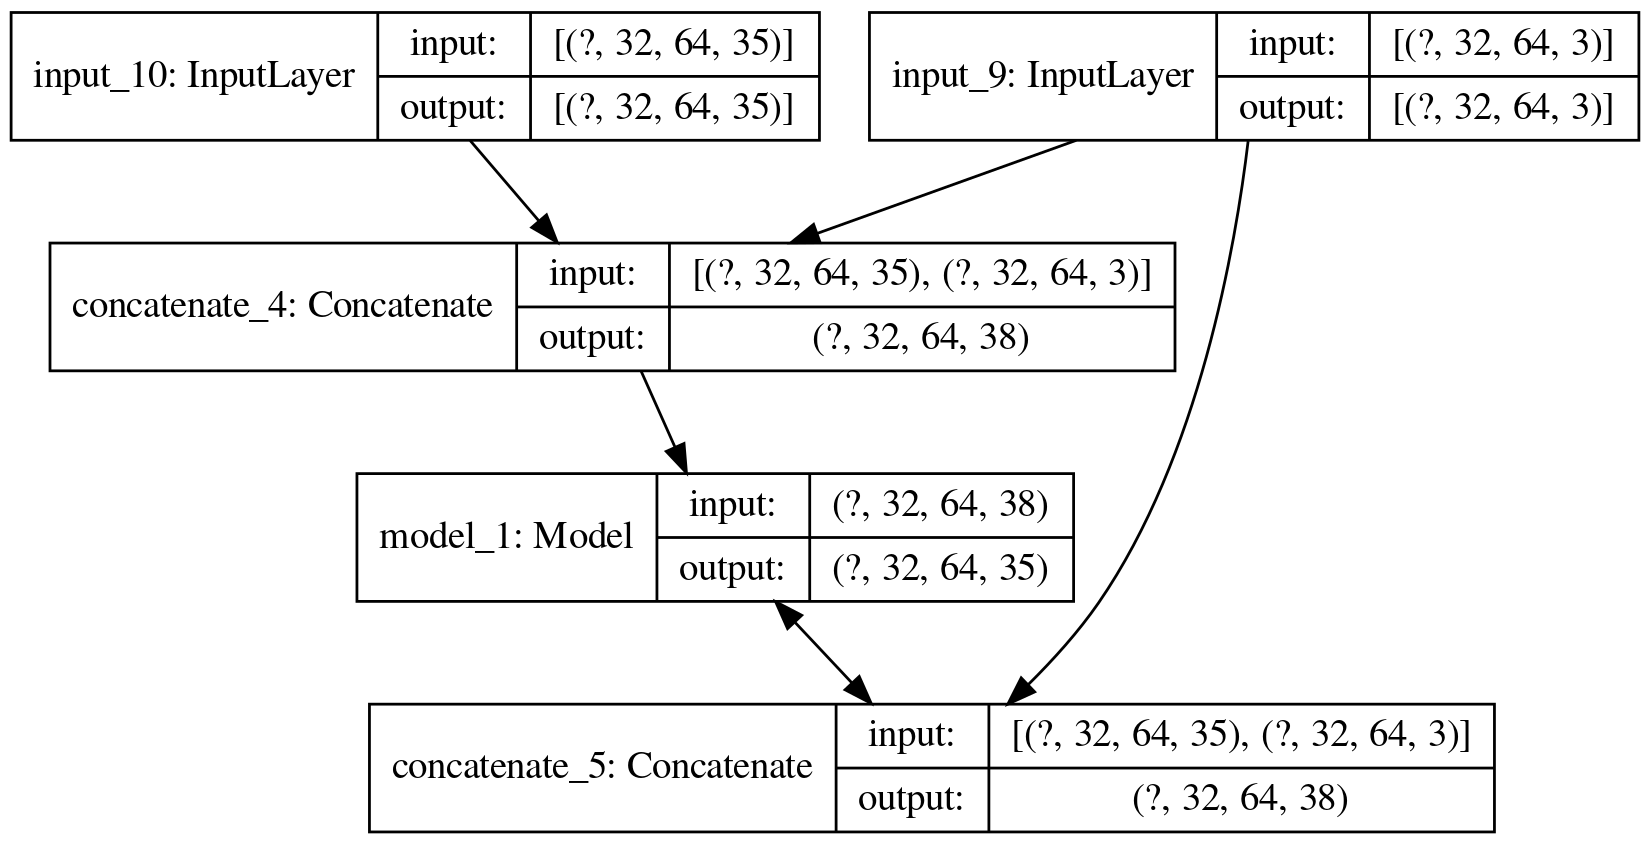 input_10: InputLayer
input: [(?, 32, 64, 35)]
output: [(?, 32, 64, 35)]
input_9: InputLayer
input: [(?, 32, 64, 3)]
output: [(?, 32, 64, 3)]
concatenate_4: Concatenate
input: [(?, 32, 64, 35), (?, 32, 64, 3)]
output: (?, 32, 64, 38)
model_1: Model
input: (?, 32, 64, 38)
output: (?, 32, 64, 35)
concatenate_5: Concatenate
input: [(?, 32, 64, 35), (?, 32, 64, 3)]
output: (?, 32, 64, 38)